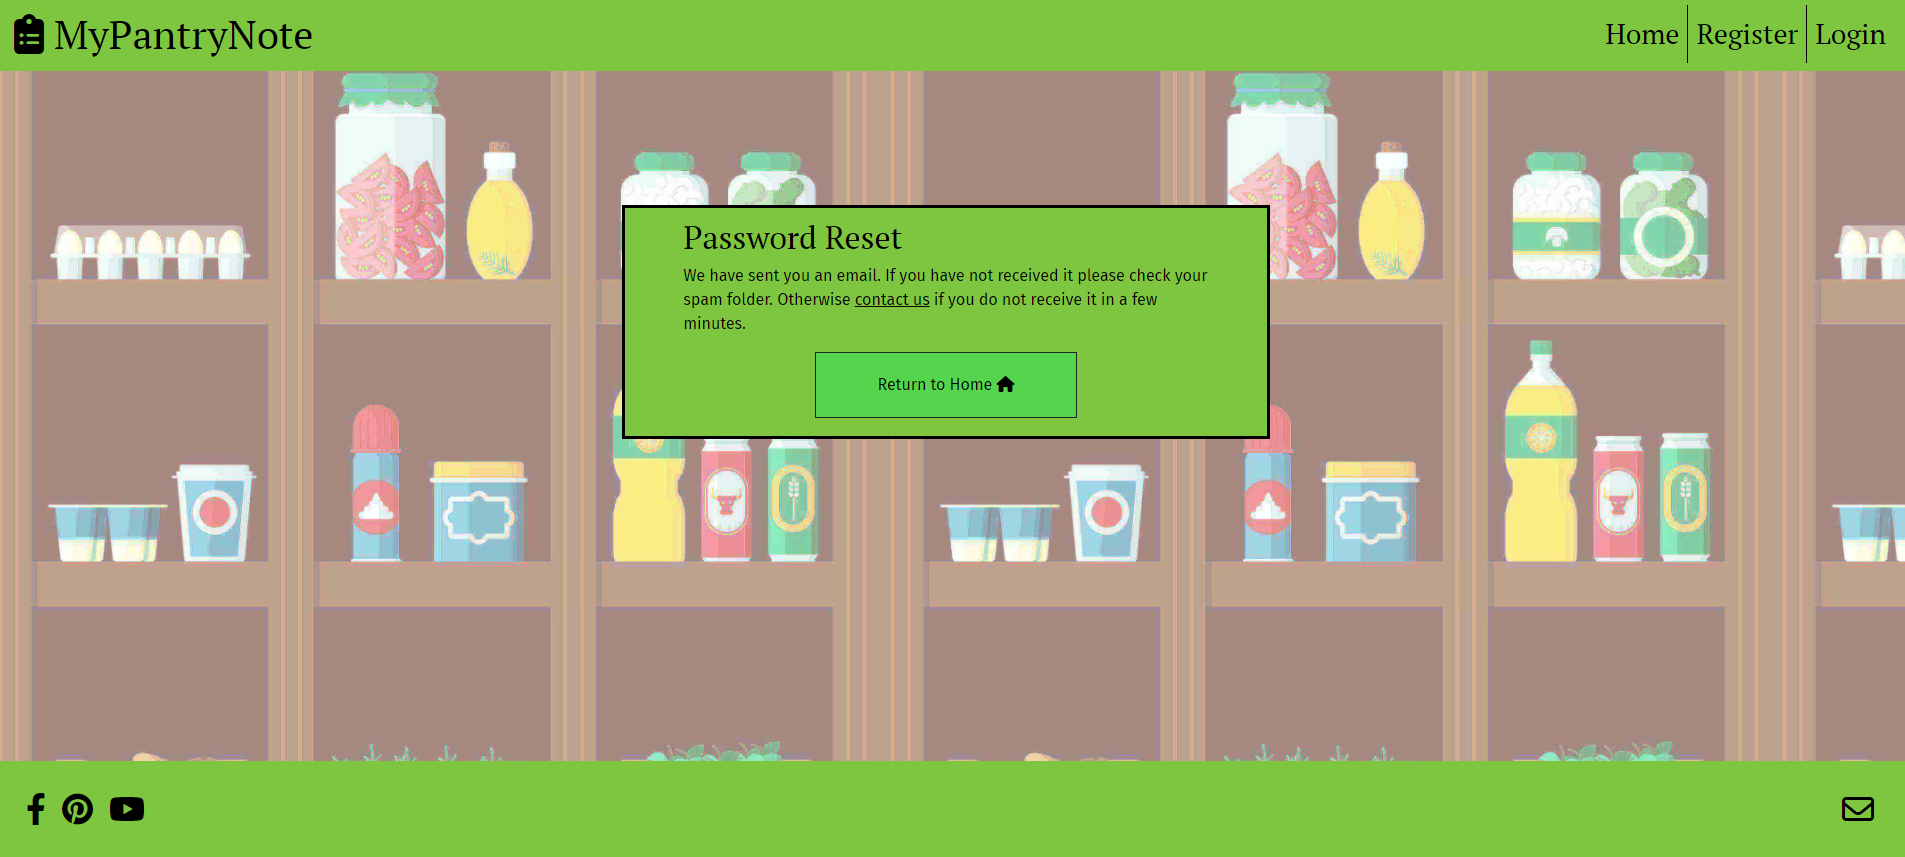 MyPantryNote
Home
Register
Login
Password Reset
We have sent you an email. If you have not received it please check your
spam folder. Otherwise contact us if you do not receive it in a few
minutes.
Return to Home